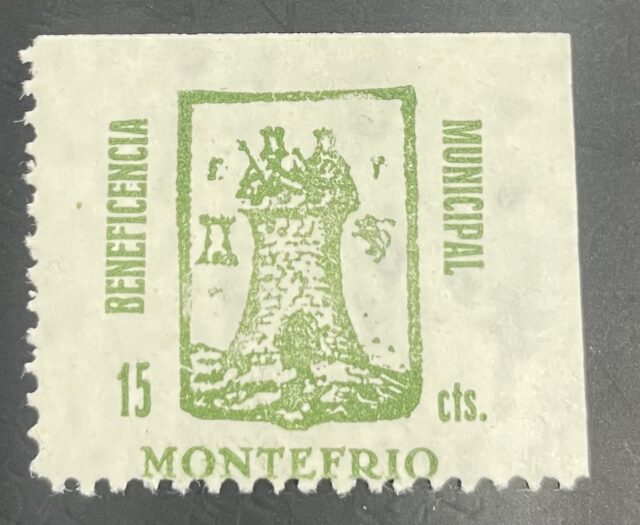 BENEFICENCIA
MUNICIPAL
F Y
15 cts.
MONTEFRIO